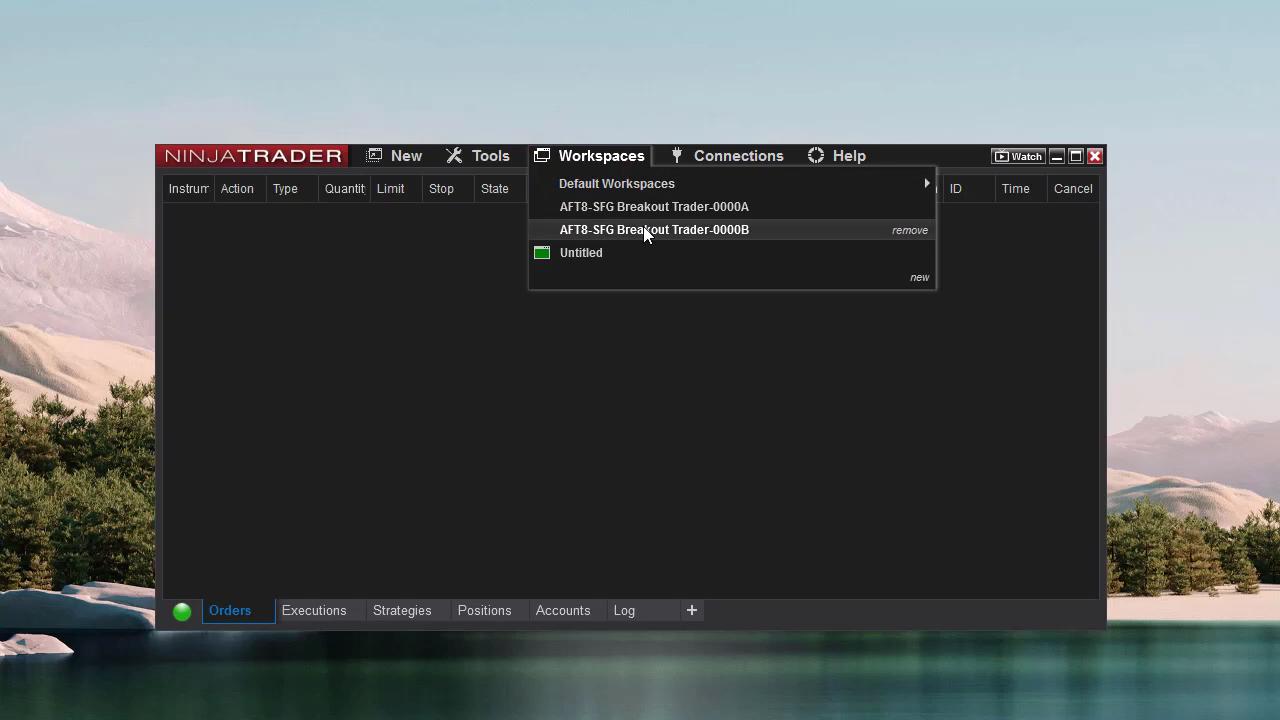 NINJATRADER New Tools Workspaces Connections Help Watch
Instrum Action Type Quantit Limit Stop State ID Time Cancel
Default Workspaces
AFT8-SFG Breakout Trader-0000A
AFT8-SFG Breakout Trader-0000B remove
Untitled
new
Orders Executions Strategies Positions Accounts Log +